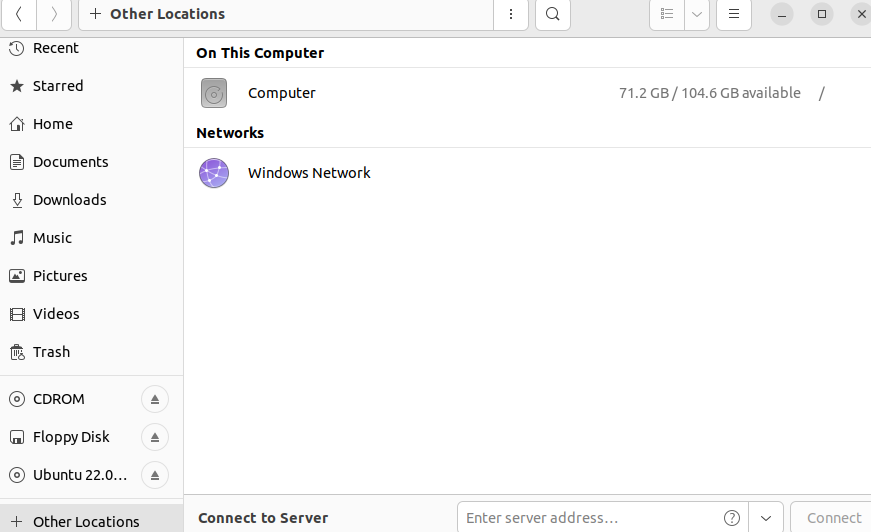 Other Locations
Recent
Starred
Home
Documents
Downloads
Music
Pictures
Videos
Trash
CDROM
Floppy Disk
Ubuntu 22.0...
Other Locations
On This Computer
Computer 71.2 GB / 104.6 GB available /
Networks
Windows Network
Connect to Server Enter server address... Connect